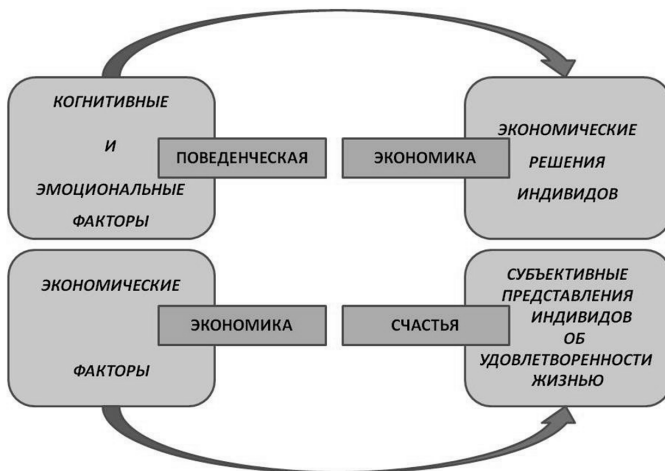 КОГНИТИВНЫЕ
И
ЭМОЦИОНАЛЬНЫЕ
ФАКТОРЫ
ПОВЕДЕНЧЕСКАЯ
ЭКОНОМИКА
ЭКОНОМИЧЕСКИЕ
РЕШЕНИЯ
ИНДИВИДОВ
ЭКОНОМИЧЕСКИЕ
ФАКТОРЫ
ЭКОНОМИКА
СЧАСТЬЯ
СУБЪЕКТИВНЫЕ
ПРЕДСТАВЛЕНИЯ
ИНДИВИДОВ
ОБ
УДОВЛЕТВОРЕННОСТИ
ЖИЗНЬЮ